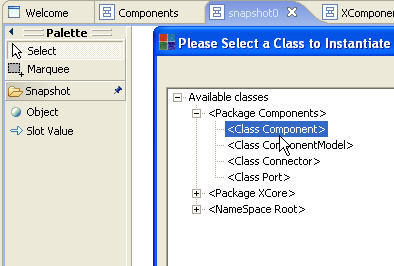 Welcome
Components
snapshot0
XComponen
Palette
Select
Marquee
Snapshot
Object
Slot Value
Please Select a Class to Instantiate
Available classes
<Package Components>
<Class Component>
<Class ComponentModel>
<Class Connector>
<Class Port>
<Package XCore>
<NameSpace Root>